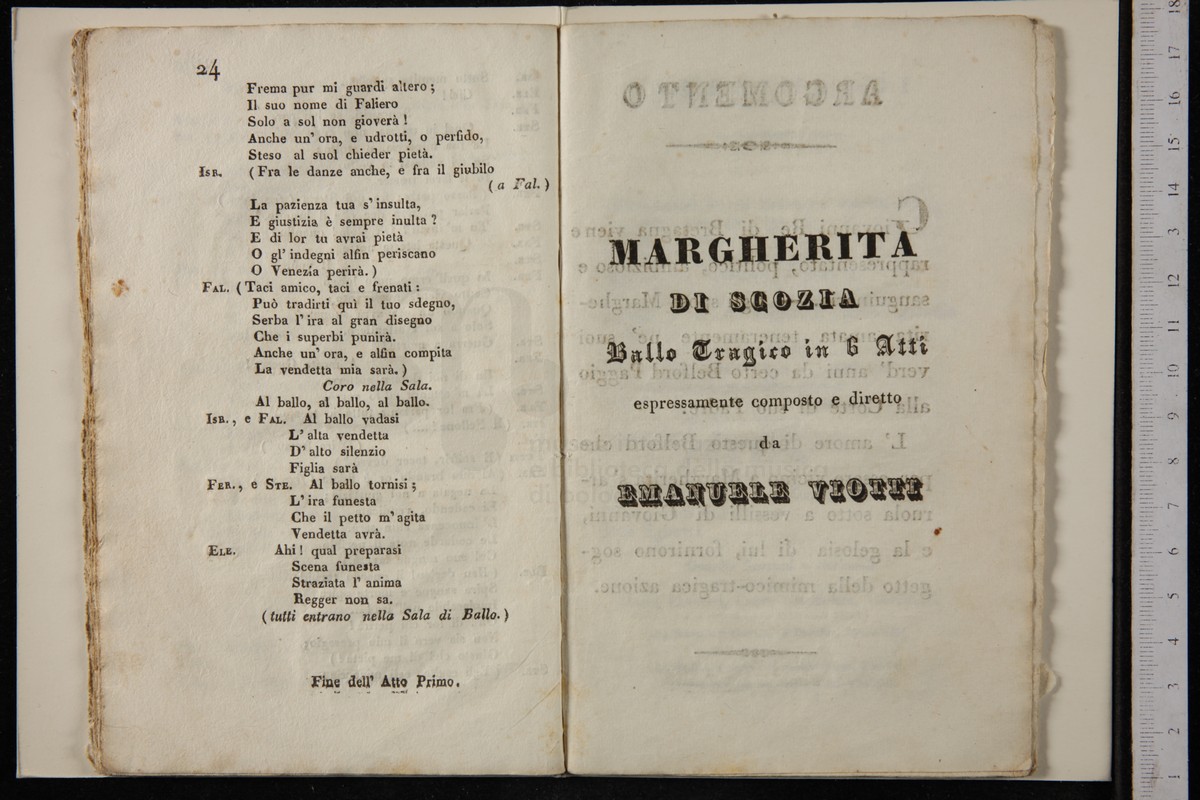 24
Frema pur mi guardi altero;
Il suo nome di Faliero
Solo a sol non gioverà!
Anche un' ora, e udrotti, o perfido,
Steso al suol chieder pietà.
ISR. (Fra le danze anche, e fra il giubilo
(a Fal.)
La pazienza tua s' insulta,
E giustizia è sempre inulta?
E di lor tu avrai pietà
O gl' indegni alfin periscano
O Venezia perirà.)
FAL. (Taci amico, taci e frenati:
Può tradirti quì il tuo sdegno,
Serba l' ira al gran disegno
Che i superbi punirà.
Anche un' ora, e alfin compita
La vendetta mia sarà.)
Coro nella Sala.
Al ballo, al ballo, al ballo.
ISR., e FAL. Al ballo vadasi
L' alta vendetta
D' alto silenzio
Figlia sarà
FER., e STE. Al ballo tornisi;
L' ira funesta
Che il petto m' agita
Vendetta avrà.
ELE. Ahi! qual preparasi
Scena funesta
Straziata l' anima
Regger non sa.
(tutti entrano nella Sala di Ballo.)
Fine dell' Atto Primo.
MARGHERITA
DI SCOZIA
Ballo Tragico in 6 Atti
espressamente composto e diretto
da
EMANUELE VIOTTI